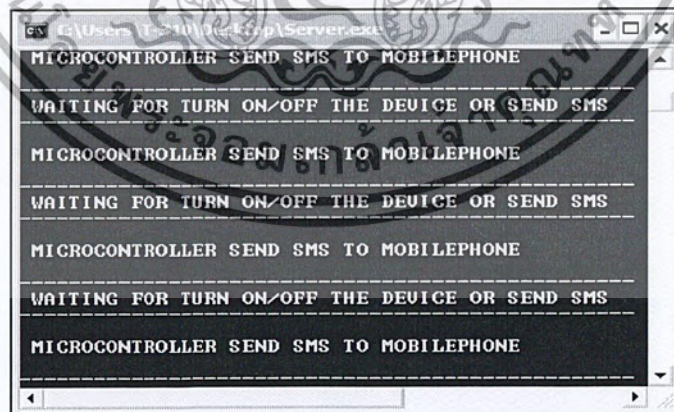 C:\Users\T-210\Desktop\Server.exe
MICROCONTROLLER SEND SMS TO MOBILEPHONE
WAITING FOR TURN ON/OFF THE DEVICE OR SEND SMS
MICROCONTROLLER SEND SMS TO MOBILEPHONE
WAITING FOR TURN ON/OFF THE DEVICE OR SEND SMS
MICROCONTROLLER SEND SMS TO MOBILEPHONE
WAITING FOR TURN ON/OFF THE DEVICE OR SEND SMS
MICROCONTROLLER SEND SMS TO MOBILEPHONE